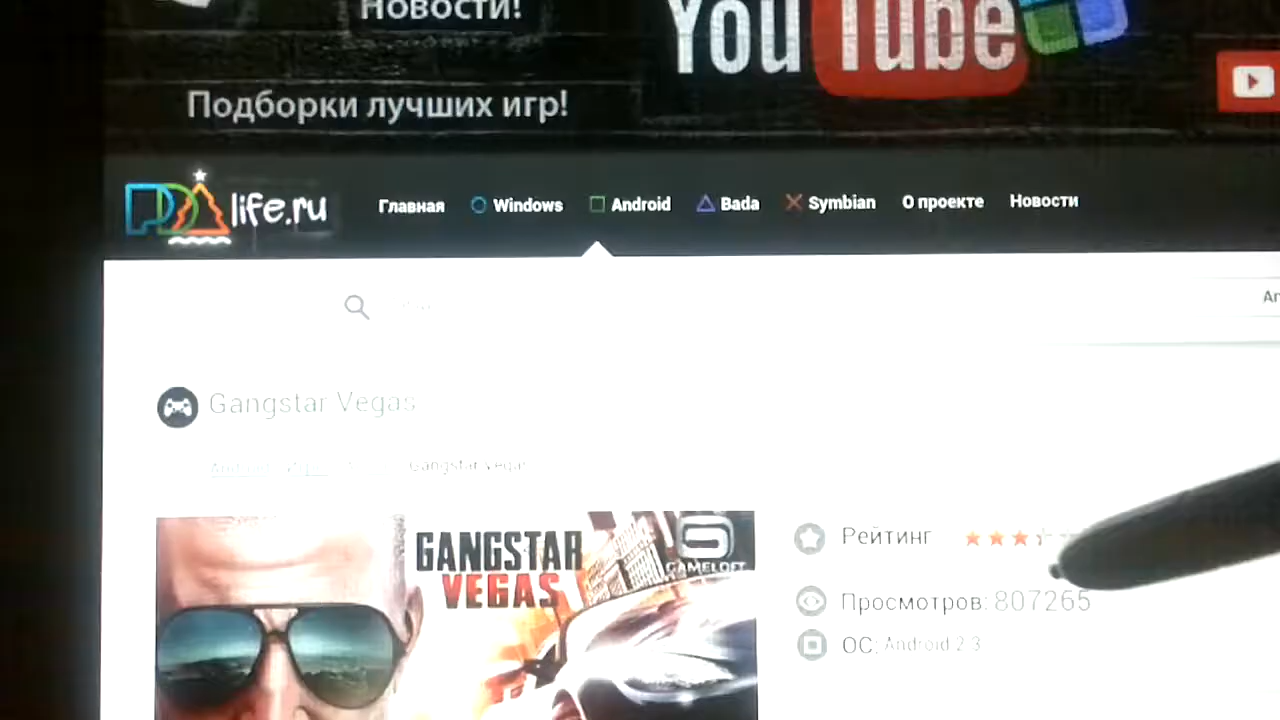 Новости!
YouTube
Подборки лучших игр!
PDAlife.ru
Главная
Windows
Android
Bada
Symbian
О проекте
Новости
Gangstar Vegas
Gangstar Vegas
GANGSTAR
VEGAS
GAMELOFT
Рейтинг
Просмотров: 807265
ОС: Android 2.3